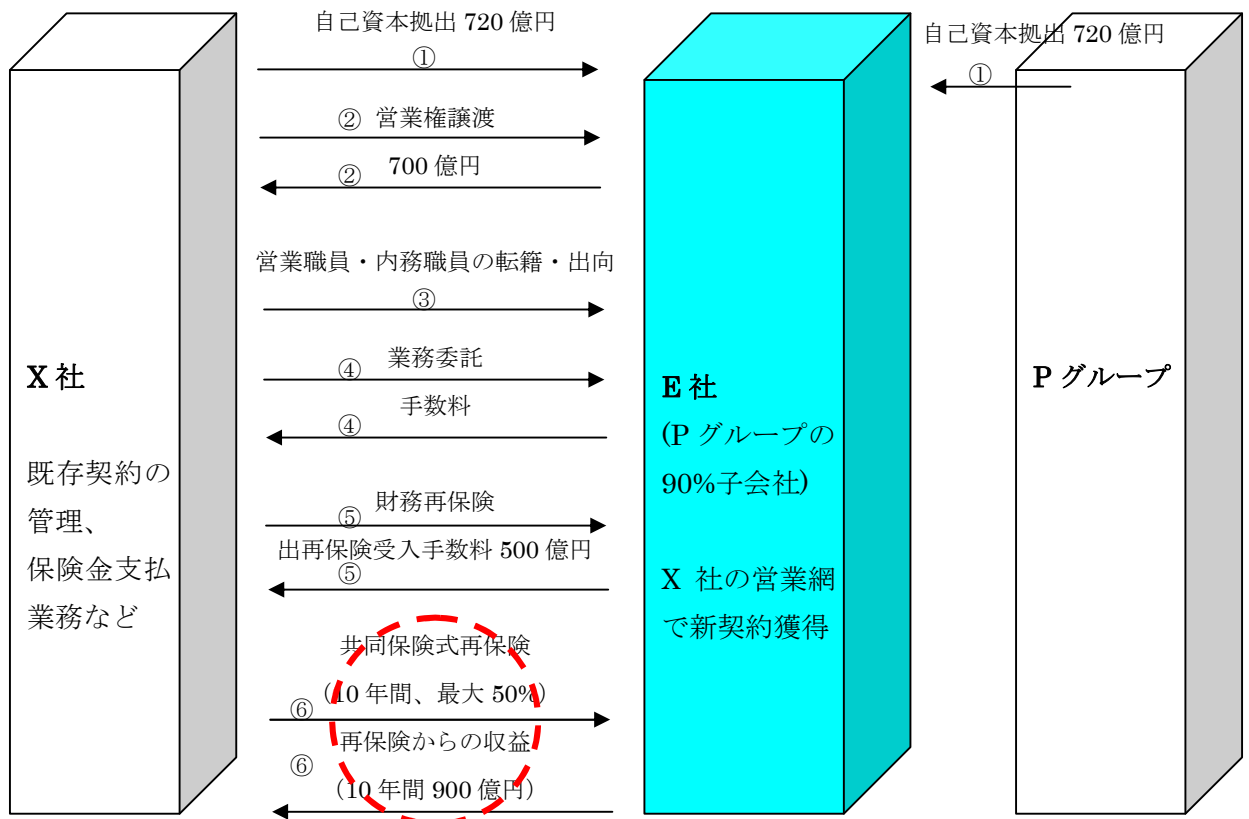 自己資本拠出 720 億円
①
自己資本拠出 720 億円
①
② 営業権譲渡
700 億円
②
営業職員・内務職員の転籍・出向
③
④ 業務委託
手数料
④
⑤ 財務再保険
出再保険受入手数料 500 億円
⑤
共同保険式再保険
(10 年間、最大 50%)
⑥
再保険からの収益
⑥
(10 年間 900 億円)
X 社
既存契約の
管理、
保険金支払
業務など
E 社
(P グループの
90%子会社)
X 社の営業網
で新契約獲得
P グループ